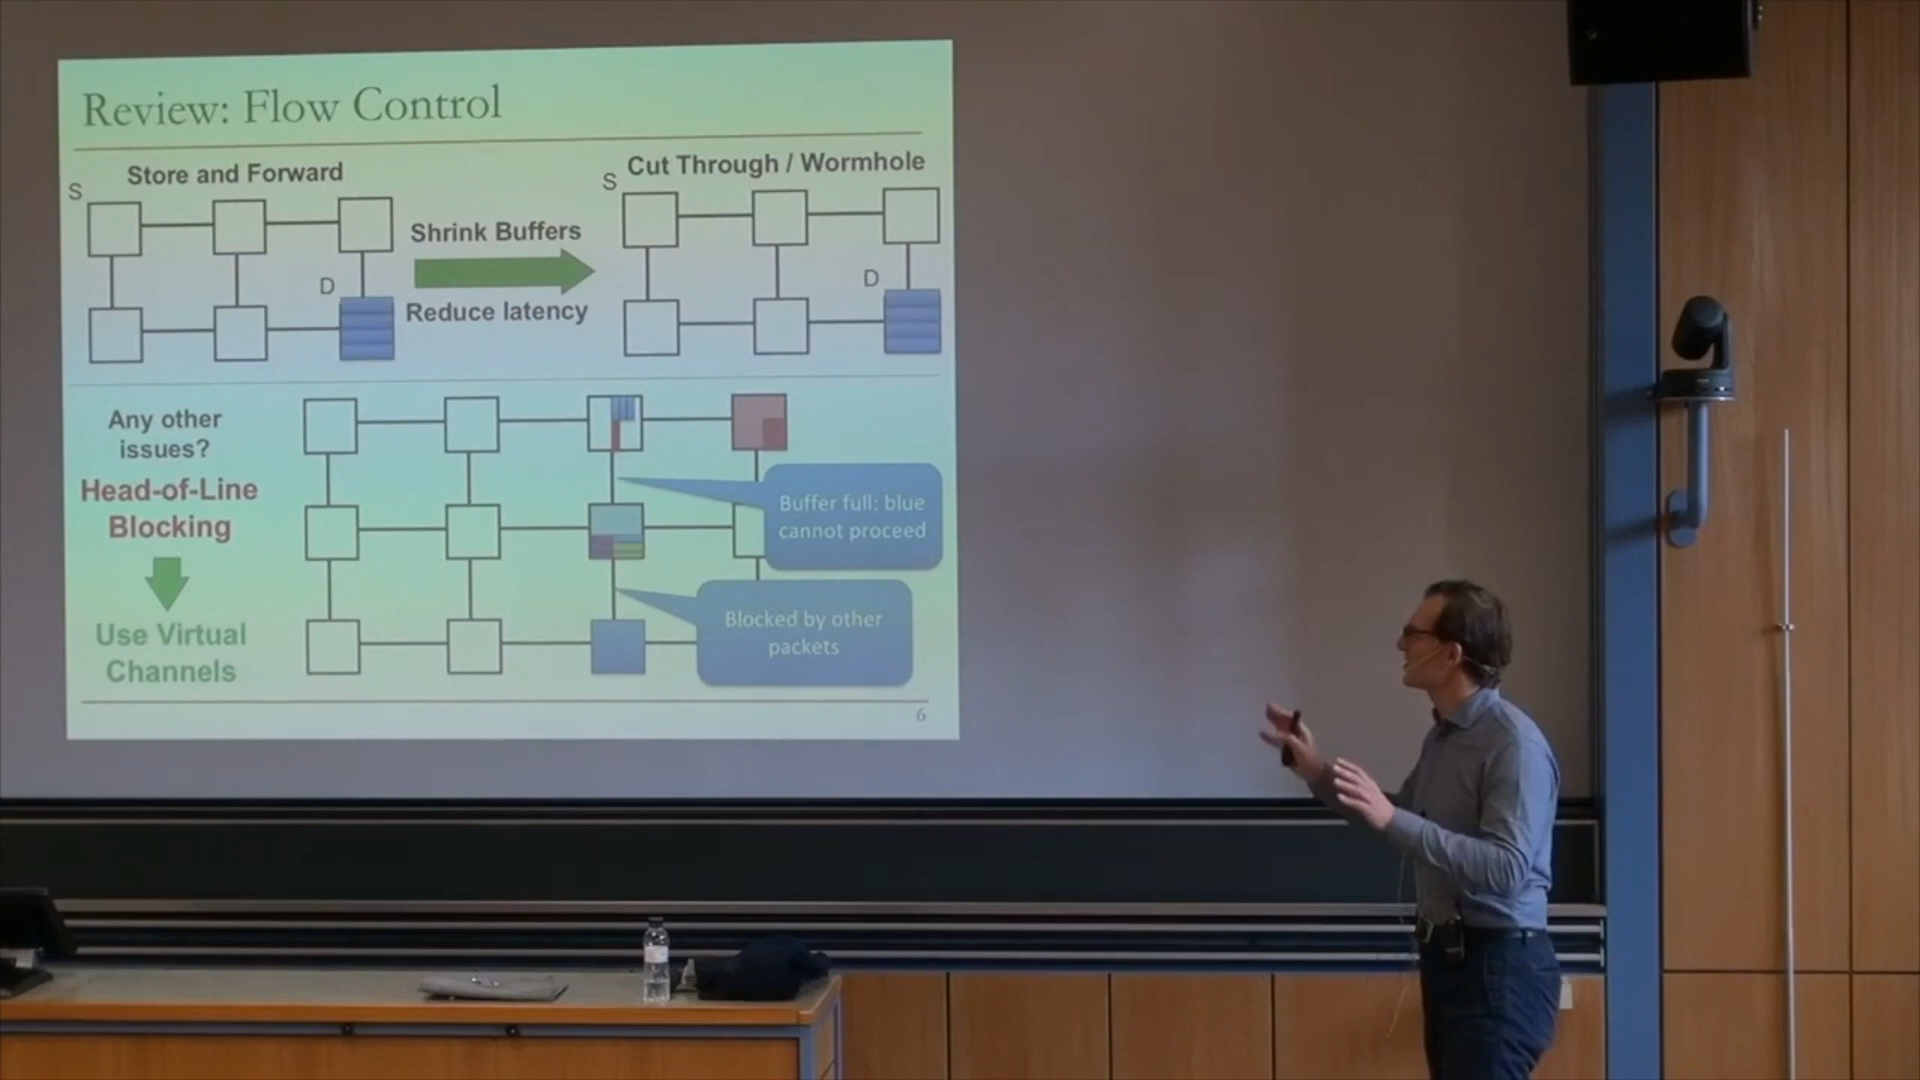 Review: Flow Control
Store and Forward
S
D
Shrink Buffers
Reduce latency
Cut Through / Wormhole
S
D
Any other
issues?
Head-of-Line
Blocking
Use Virtual
Channels
Buffer full: blue
cannot proceed
Blocked by other
packets
6